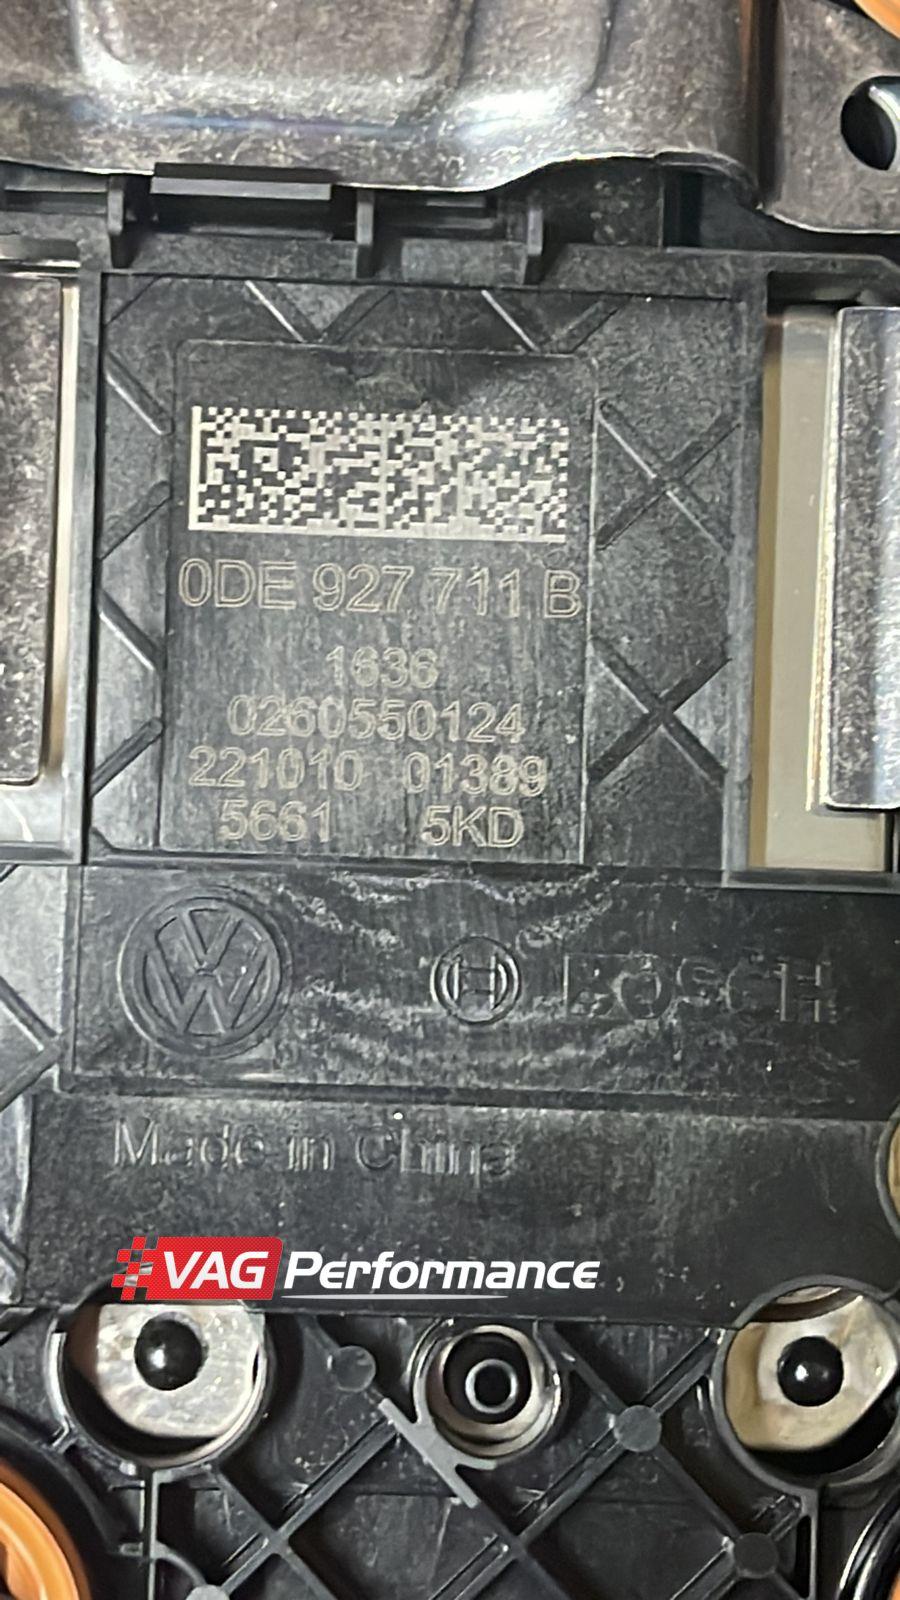 0DE 927 711 B
1636
0260550124
221010 01389
5661 5KD
BOSCH
Made in China
VAG Performance